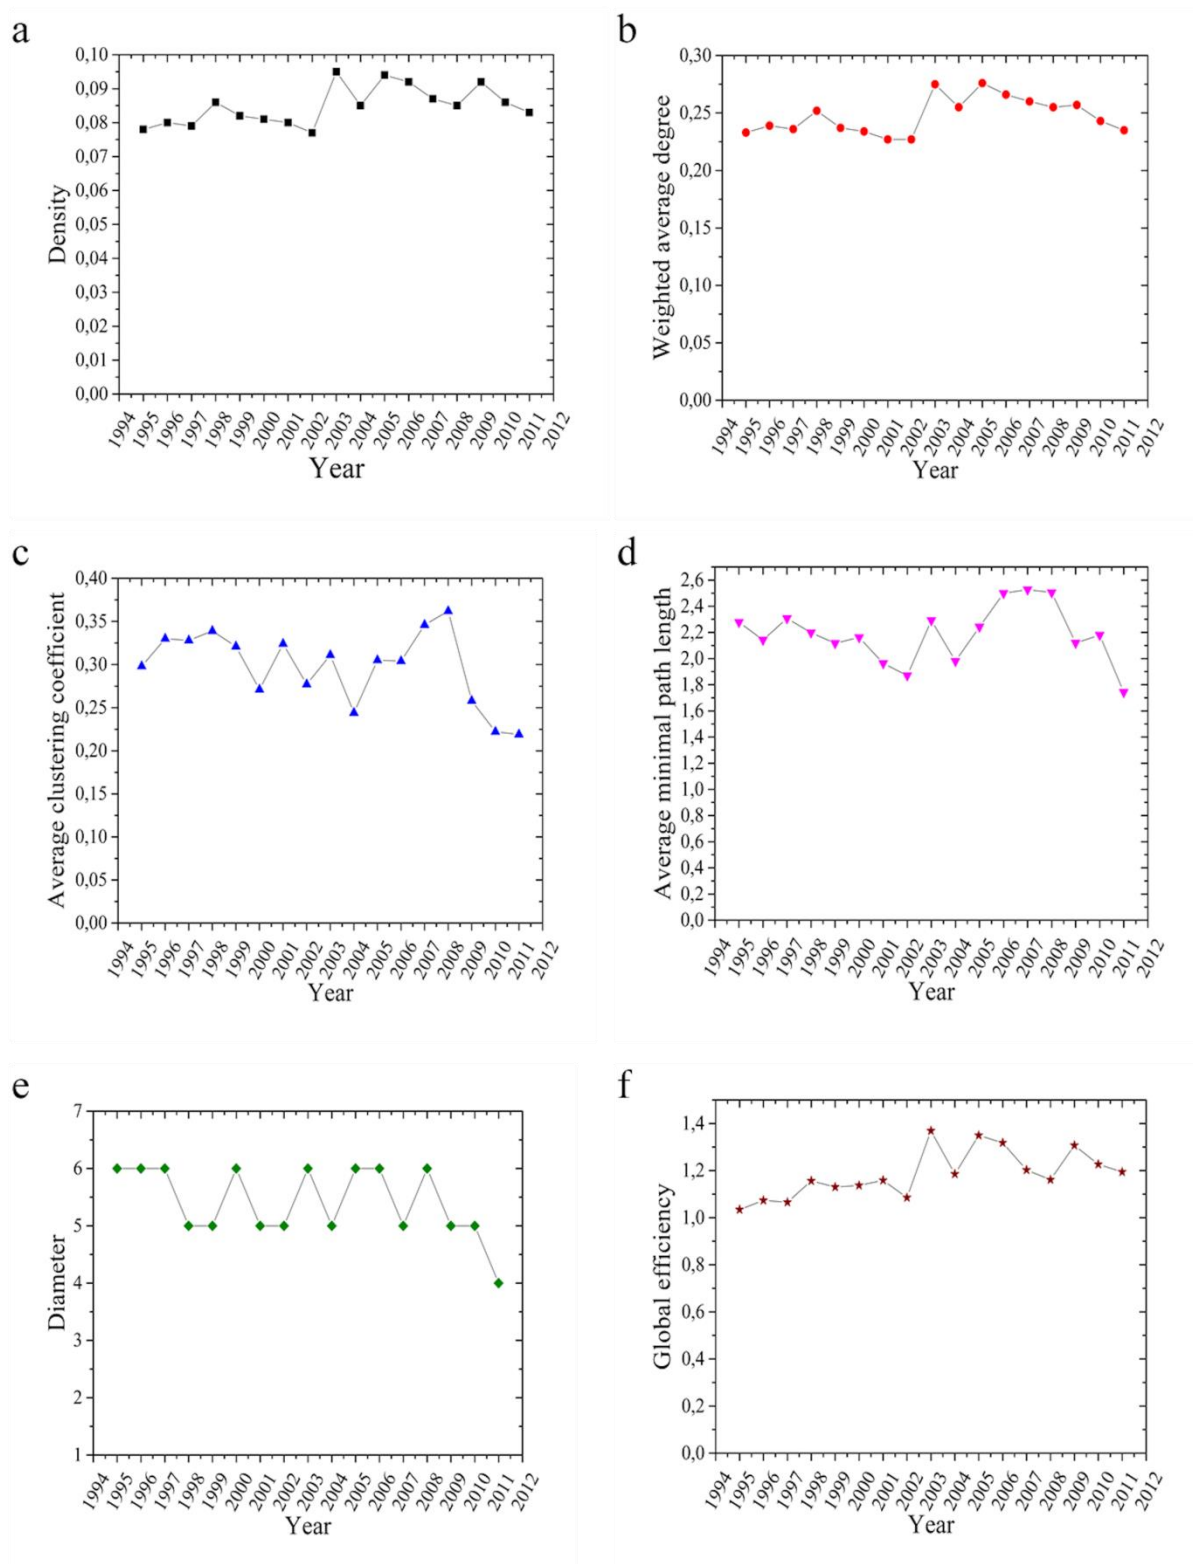 a
0,10
0,09
0,08
0,07
0,06
0,05
0,04
0,03
0,02
0,01
0,00
Density
1994 1995 1996 1997 1998 1999 2000 2001 2002 2003 2004 2005 2006 2007 2008 2009 2010 2011 2012
Year
b
0,30
0,25
0,20
0,15
0,10
0,05
0,00
Weighted average degree
1994 1995 1996 1997 1998 1999 2000 2001 2002 2003 2004 2005 2006 2007 2008 2009 2010 2011 2012
Year
c
0,40
0,35
0,30
0,25
0,20
0,15
0,10
0,05
0,00
Average clustering coefficient
1994 1995 1996 1997 1998 1999 2000 2001 2002 2003 2004 2005 2006 2007 2008 2009 2010 2011 2012
Year
d
2,6
2,4
2,2
2,0
1,8
1,6
1,4
1,2
1,0
0,8
0,6
0,4
0,2
0,0
Average minimal path length
1994 1995 1996 1997 1998 1999 2000 2001 2002 2003 2004 2005 2006 2007 2008 2009 2010 2011 2012
Year
e
7
6
5
4
3
2
1
Diameter
1994 1995 1996 1997 1998 1999 2000 2001 2002 2003 2004 2005 2006 2007 2008 2009 2010 2011 2012
Year
f
1,4
1,2
1,0
0,8
0,6
0,4
0,2
0,0
Global efficiency
1994 1995 1996 1997 1998 1999 2000 2001 2002 2003 2004 2005 2006 2007 2008 2009 2010 2011 2012
Year